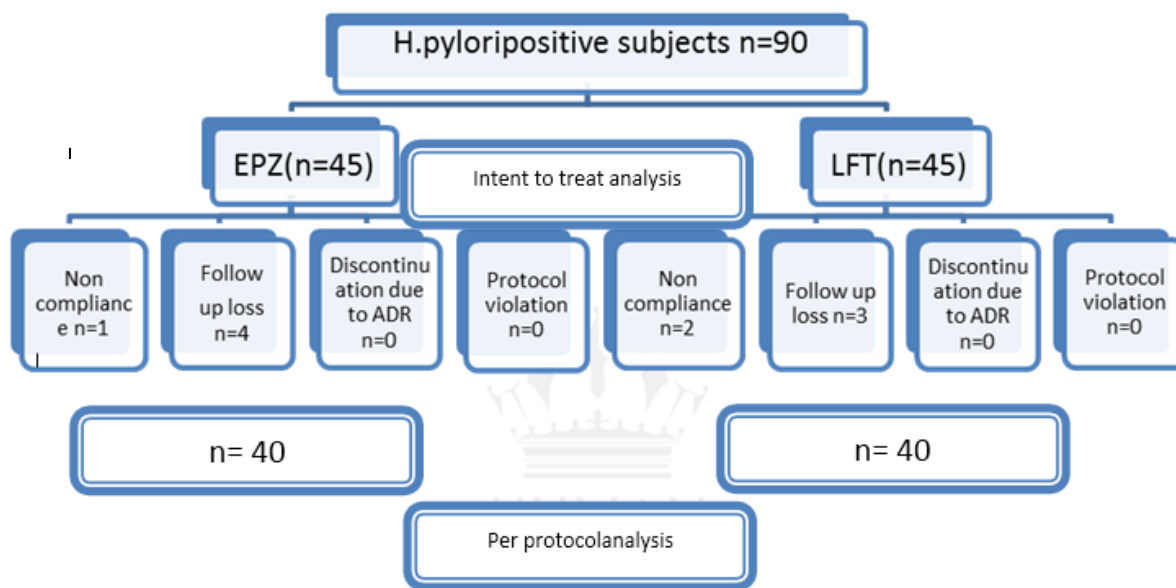 H.pyloripositive subjects n=90
EPZ(n=45)
Intent to treat analysis
LFT(n=45)
Non
complianc
e n=1
Follow
up loss
n=4
Discontinu
ation due
to ADR
n=0
Protocol
violation
n=0
Non
compliance
n=2
Follow up
loss n=3
Discontinu
ation due
to ADR
n=0
Protocol
violation
n=0
n= 40
n= 40
Per protocolanalysis